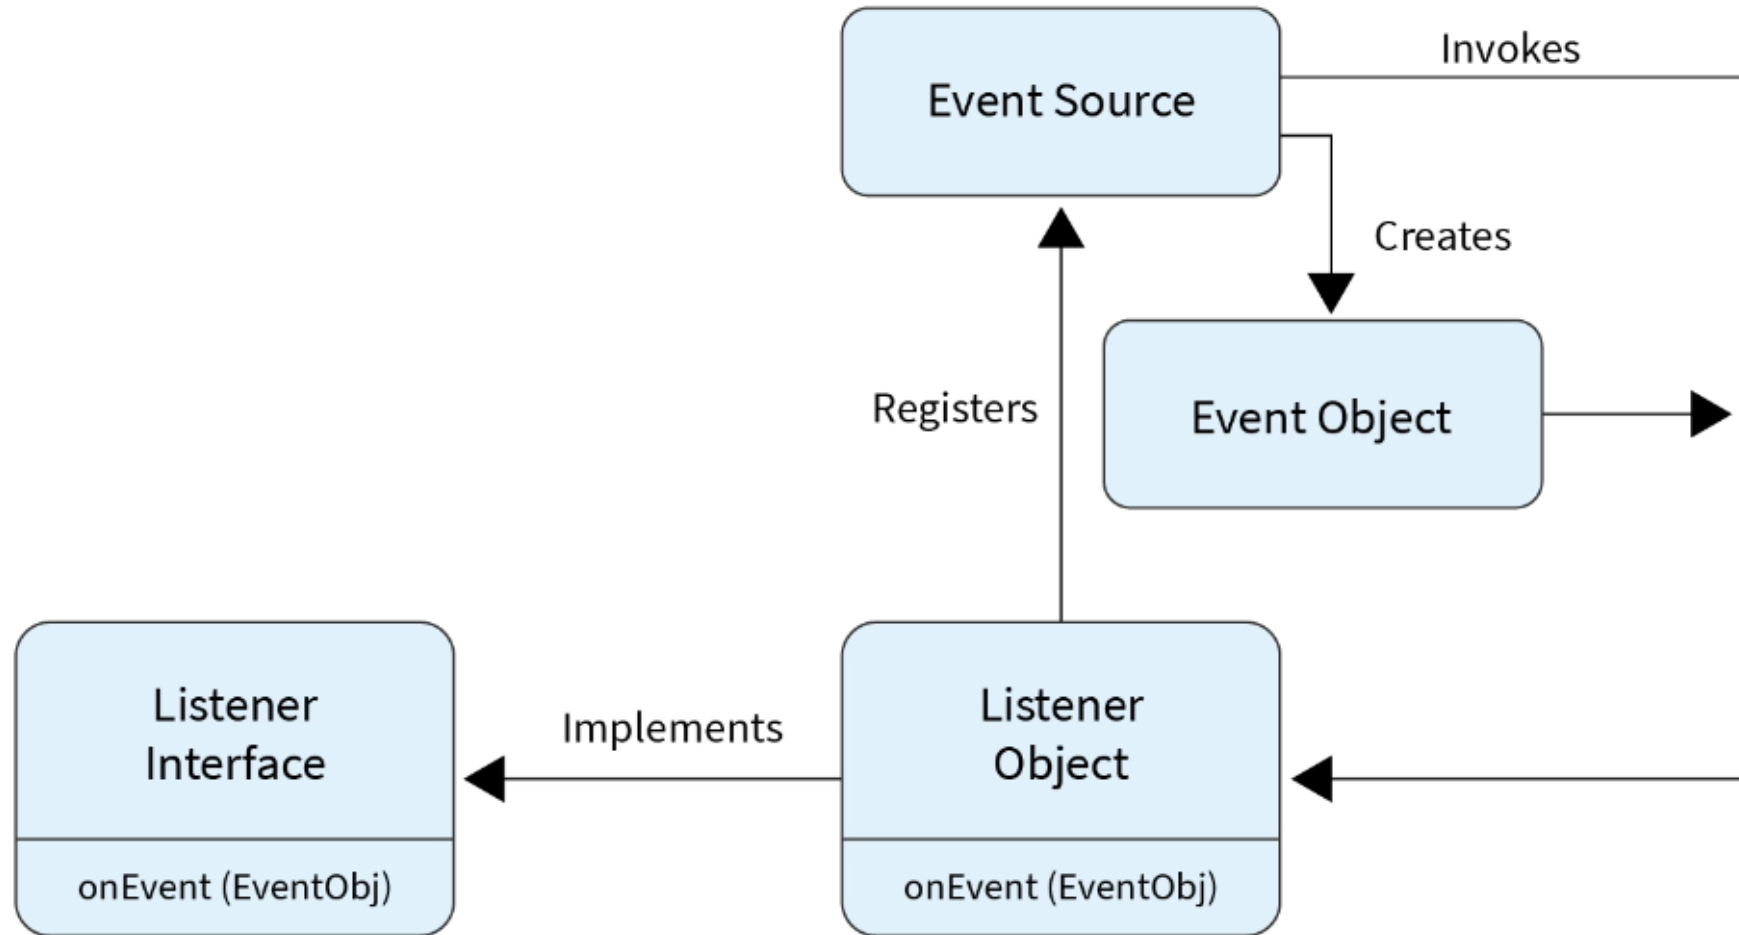 Invokes
Event Source
Creates
Registers
Event Object
Listener
Interface
Implements
Listener
Object
onEvent (EventObj)
onEvent (EventObj)